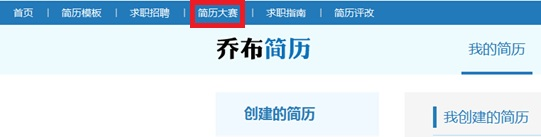 首页 | 简历模板 | 求职招聘 | 简历大赛 | 求职指南 | 简历评改
乔布简历
我的简历
创建的简历
我创建的简历